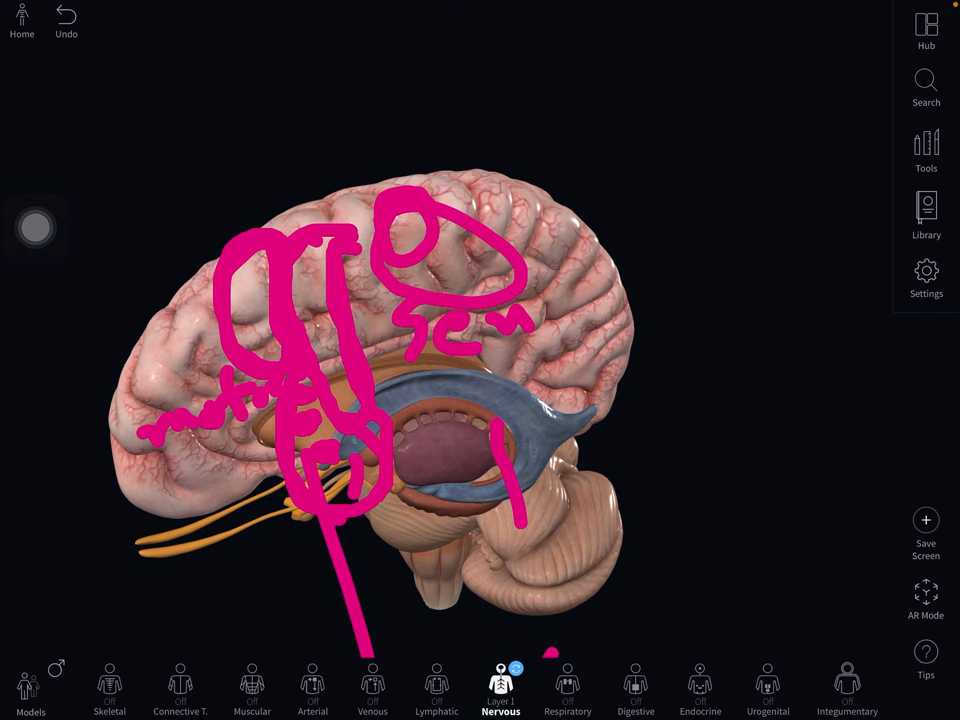 Home
Undo
Hub
Search
Tools
Library
Settings
sen
motor
Save
Screen
AR Mode
Tips
Models
Off
Skeletal
Off
Connective T.
Off
Muscular
Off
Arterial
Off
Venous
Off
Lymphatic
Layer 1
Nervous
Off
Respiratory
Off
Digestive
Off
Endocrine
Off
Urogenital
Off
Integumentary